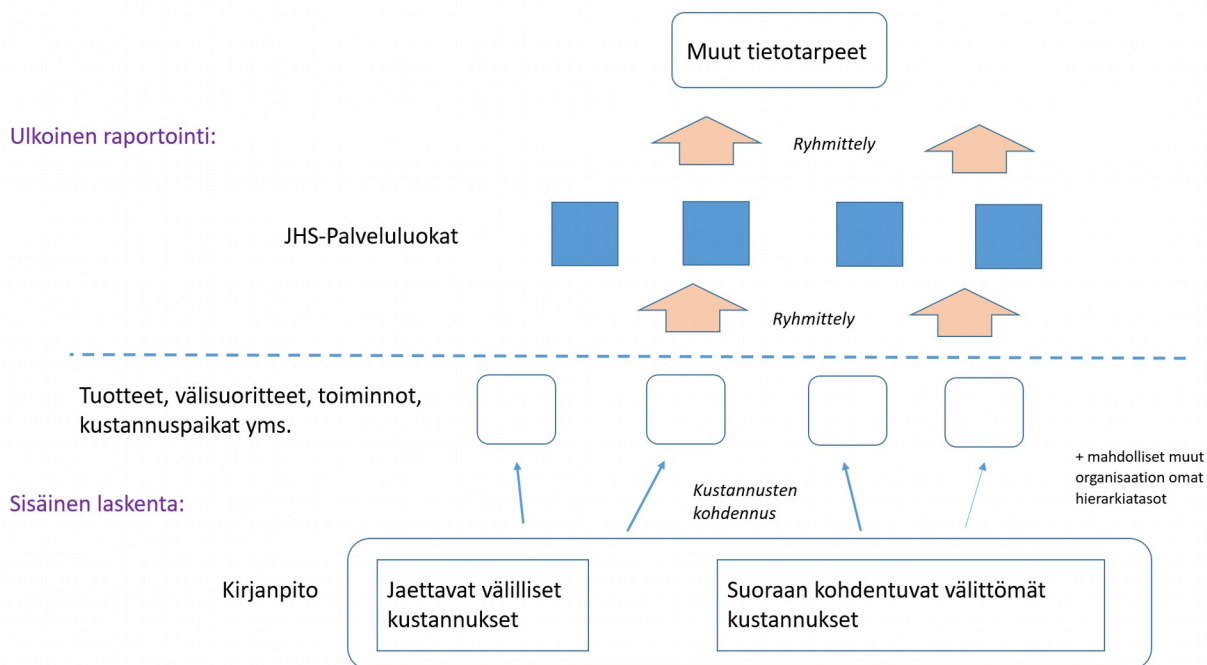 Muut tietotarpeet
Ulkoinen raportointi:
Ryhmittely
JHS-Palveluluokat
Ryhmittely
Tuotteet, välisuoritteet, toiminnot,
kustannuspaikat yms.
+ mahdolliset muut
organisaation omat
hierarkiatasot
Sisäinen laskenta:
Kustannusten
kohdennus
Kirjanpito
Jaettavat välilliset
kustannukset
Suoraan kohdentuvat välittömät
kustannukset